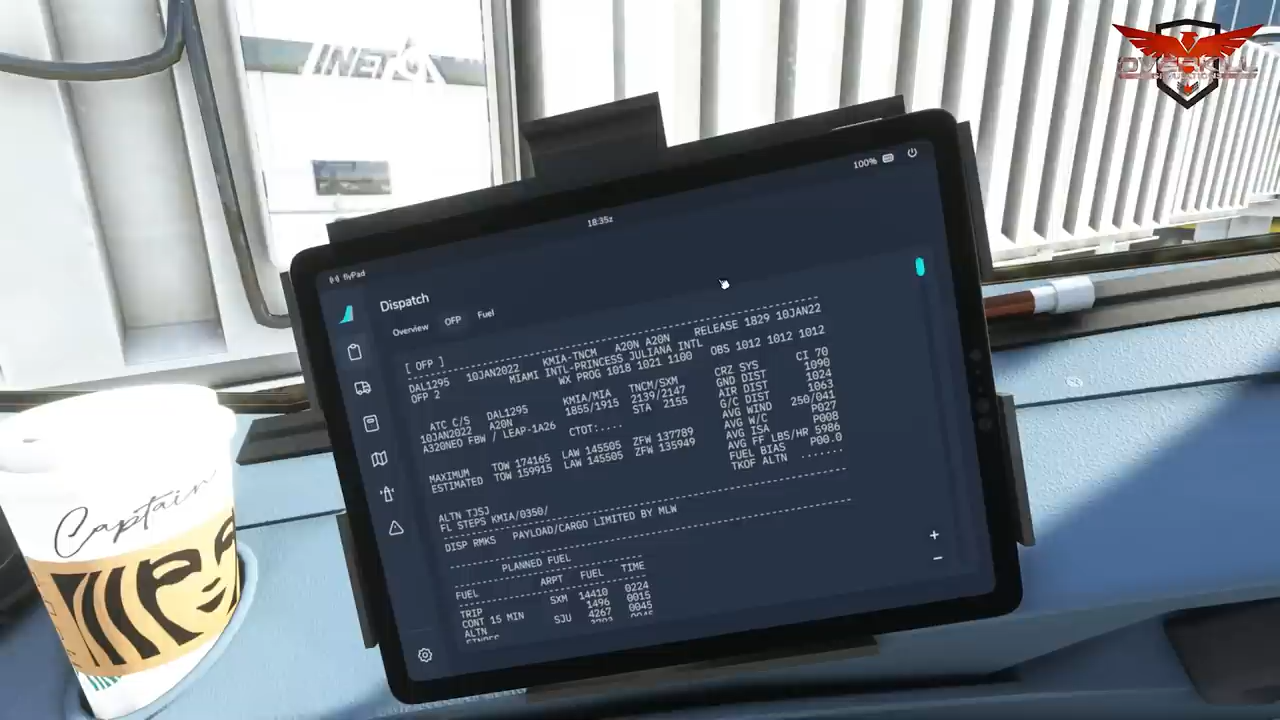 OVERKILL
SIMULATIONS
INET
100%
18:35z
flyPad
Dispatch
Overview OFP Fuel
[ OFP ]
DAL1295 10JAN2022 KMIA-TNCM A20N A20N RELEASE 1829 10JAN22
OFP 2 MIAMI INTL-PRINCESS JULIANA INTL
WX PROG 1018 1021 1100 OBS 1012 1012 1012
ATC C/S DAL1295 KMIA/MIA TNCM/SXM CRZ SYS CI 70
10JAN2022 A20N 1855/1915 2139/2147 GND DIST 1090
A320NEO FBW / LEAP-1A26 STA 2155 AIR DIST 1024
CTOT:.... G/C DIST 1063
AVG WIND 250/041
MAXIMUM TOW 174165 LAW 145505 ZFW 137789 AVG W/C P027
ESTIMATED TOW 159915 LAW 145505 ZFW 135949 AVG ISA P008
AVG FF LBS/HR 5986
FUEL BIAS P00.0
TKOF ALTN .......
ALTN TJSJ
FL STEPS KMIA/0350/
DISP RMKS PAYLOAD/CARGO LIMITED BY MLW
PLANNED FUEL
FUEL ARPT FUEL TIME
TRIP SXM 14410 0224
CONT 15 MIN 1496 0015
ALTN SJU 4267 0045
+
-
Captain